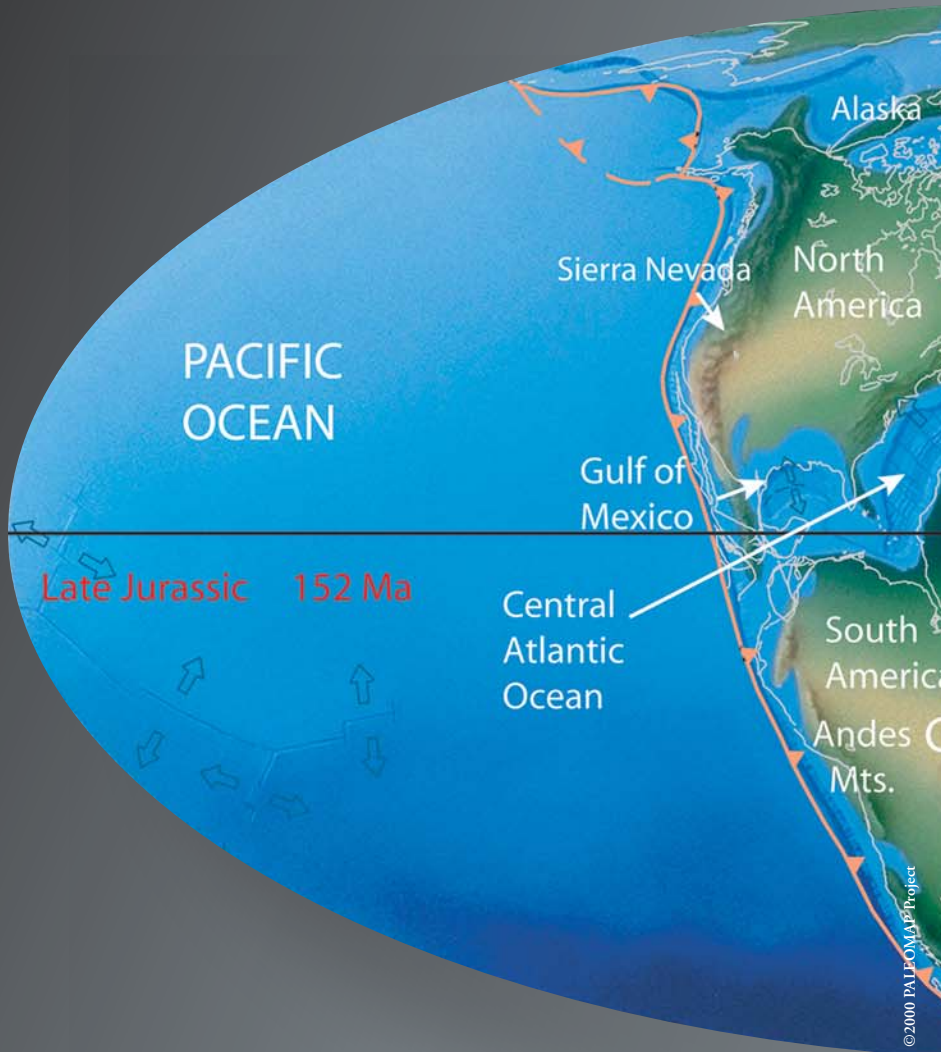 Alaska
Sierra Nevada
North
America
PACIFIC
OCEAN
Gulf of
Mexico
Late Jurassic 152 Ma
Central
Atlantic
Ocean
South
America
Andes
Mts.
©2000 PALEOMAP Project